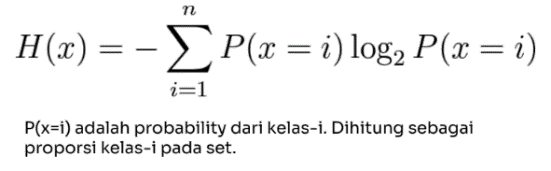 H(x) = − ∑_{i=1}^{n} P(x = i) log₂ P(x = i)
P(x=i) adalah probability dari kelas-i. Dihitung sebagai
proporsi kelas-i pada set.